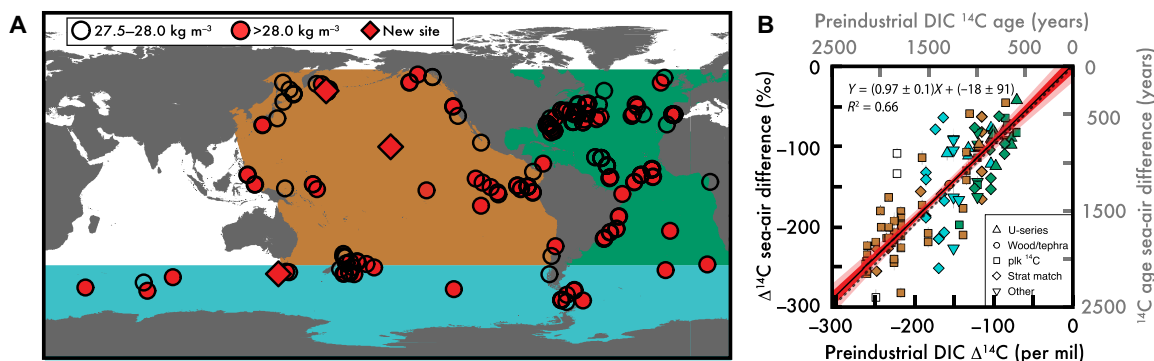 A
27.5–28.0 kg m⁻³ >28.0 kg m⁻³ New site
B
Preindustrial DIC ¹⁴C age (years)
2500 1500 500 0
Y = (0.97 ± 0.1)X + (–18 ± 91)
R² = 0.66
0
–100
–200
–300
Δ¹⁴C sea-air difference (‰)
0
500
1500
2500
¹⁴C age sea-air difference (years)
U-series
Wood/tephra
plk ¹⁴C
Strat match
Other
–300 –200 –100 0
Preindustrial DIC Δ¹⁴C (per mil)